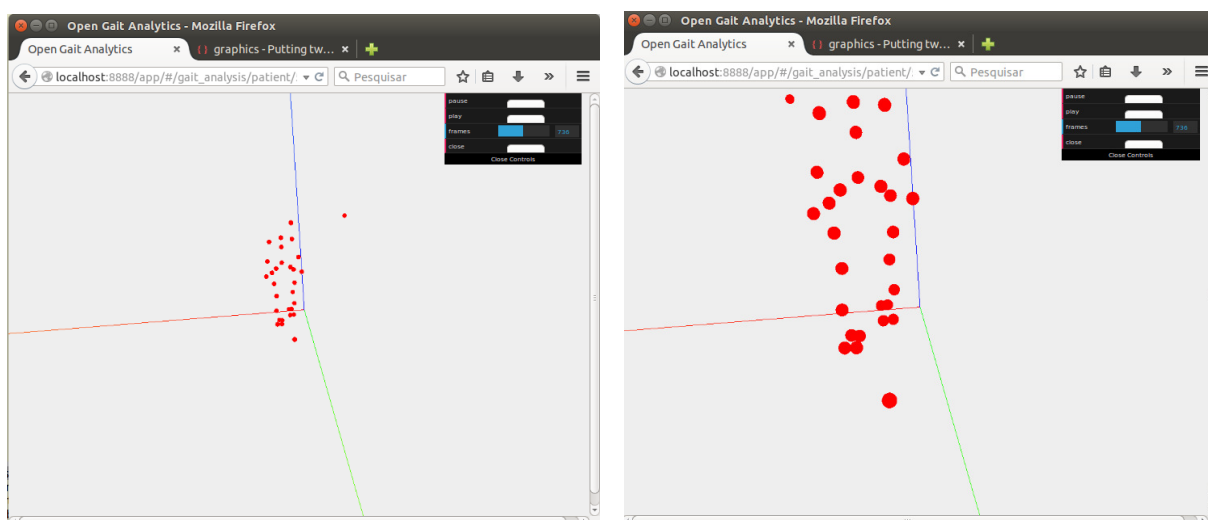 Open Gait Analytics - Mozilla Firefox
Open Gait Analytics
graphics - Putting tw...
localhost:8888/app/#/gait_analysis/patient/
Pesquisar
pause
play
frames 736
close
Close Controls
Open Gait Analytics - Mozilla Firefox
Open Gait Analytics
graphics - Putting tw...
localhost:8888/app/#/gait_analysis/patient/
Pesquisar
pause
play
frames 736
close
Close Controls